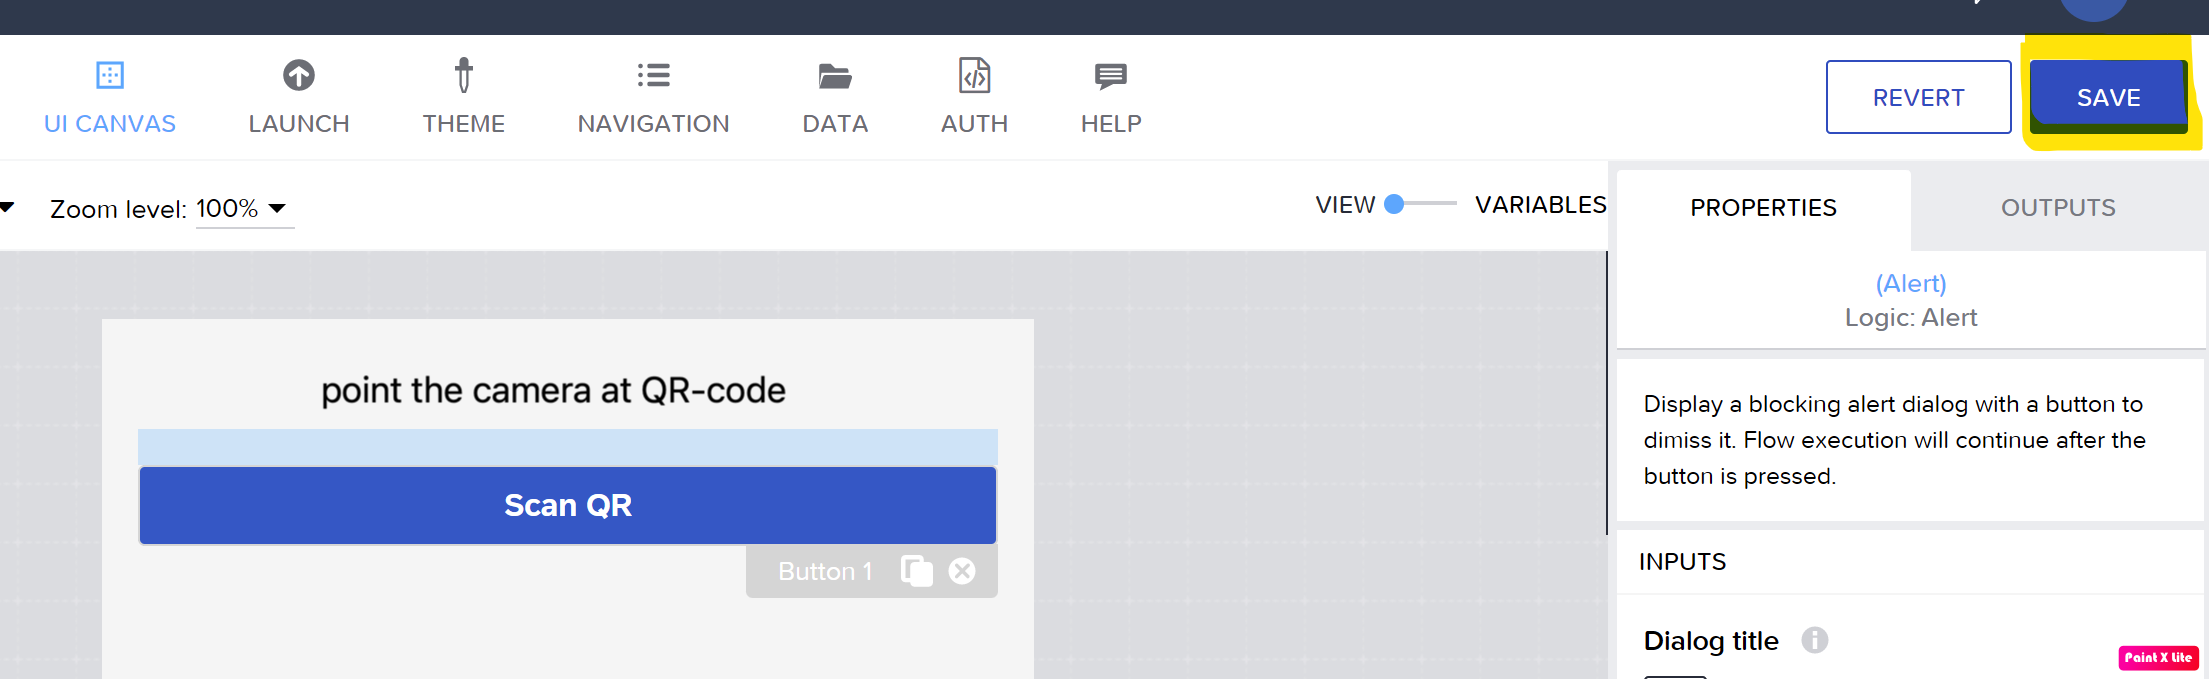 UI CANVAS
LAUNCH
THEME
NAVIGATION
DATA
AUTH
HELP
REVERT
SAVE
Zoom level: 100%
VIEW
VARIABLES
PROPERTIES
OUTPUTS
(Alert)
Logic: Alert
point the camera at QR-code
Scan QR
Button 1
Display a blocking alert dialog with a button to
dimiss it. Flow execution will continue after the
button is pressed.
INPUTS
Dialog title
Paint X Lite